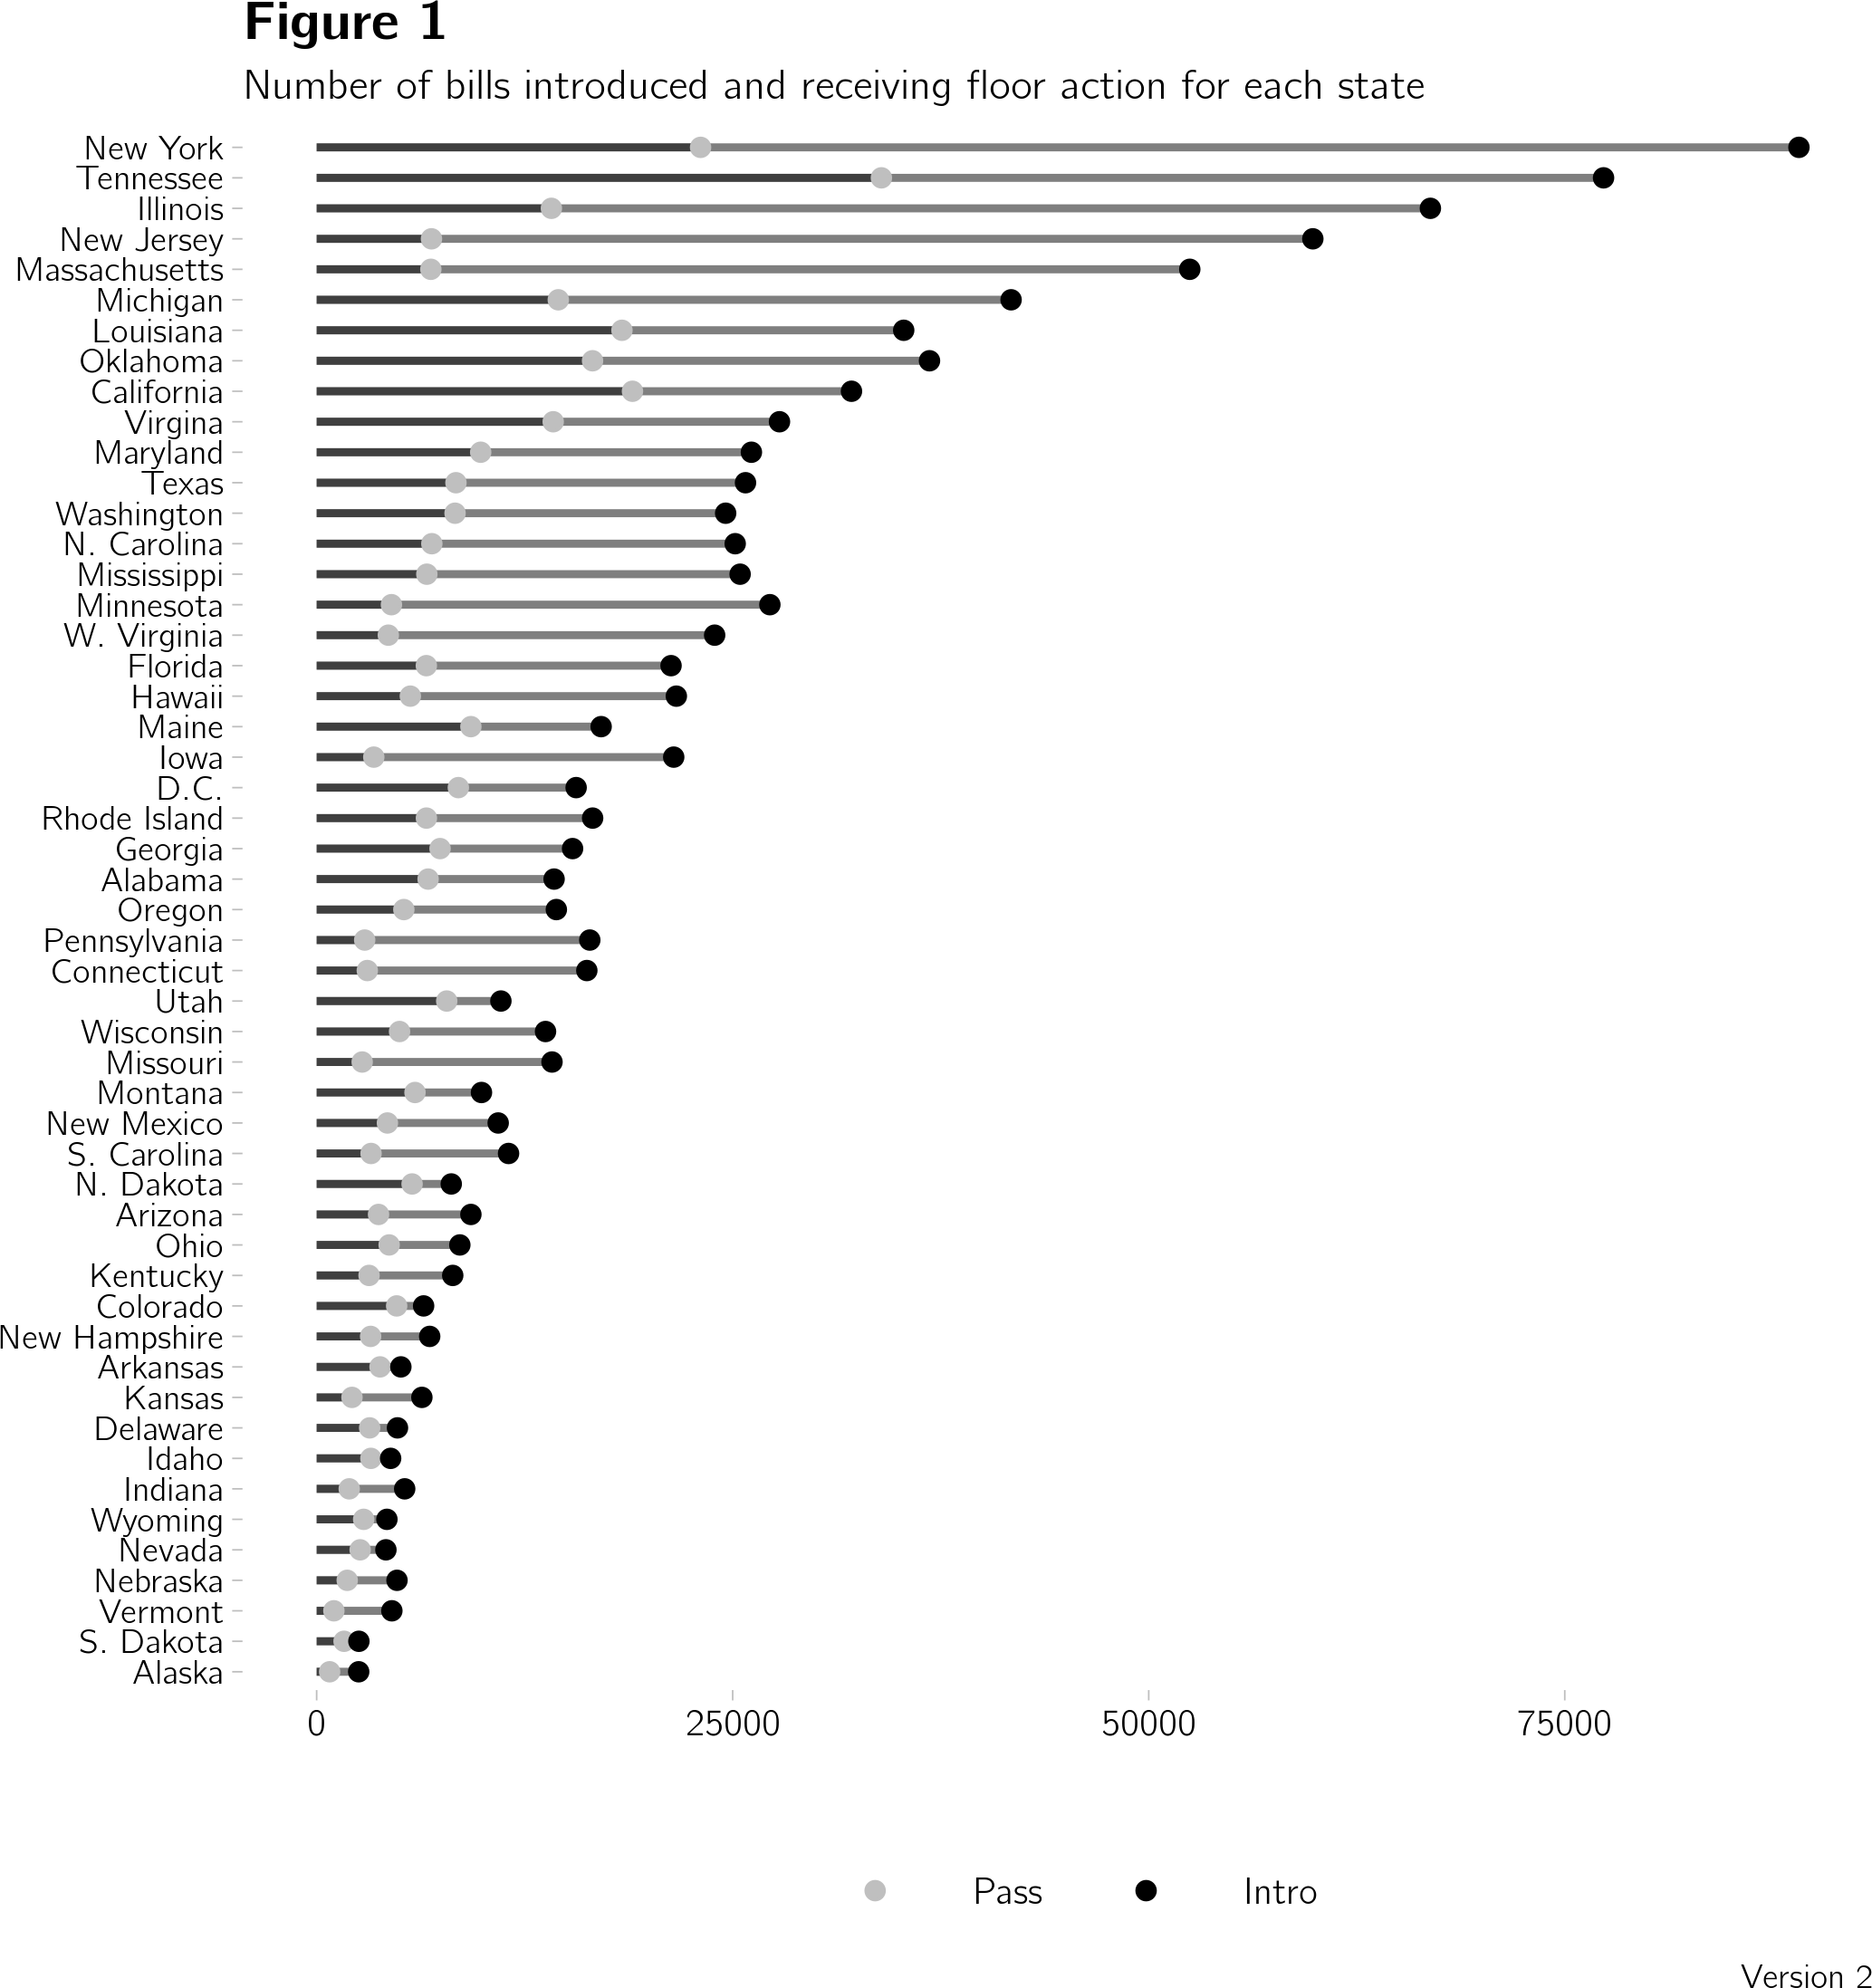 Figure 1
Number of bills introduced and receiving floor action for each state
New York
Tennessee
Illinois
New Jersey
Massachusetts
Michigan
Louisiana
Oklahoma
California
Virgina
Maryland
Texas
Washington
N. Carolina
Mississippi
Minnesota
W. Virginia
Florida
Hawaii
Maine
Iowa
D.C.
Rhode Island
Georgia
Alabama
Oregon
Pennsylvania
Connecticut
Utah
Wisconsin
Missouri
Montana
New Mexico
S. Carolina
N. Dakota
Arizona
Ohio
Kentucky
Colorado
New Hampshire
Arkansas
Kansas
Delaware
Idaho
Indiana
Wyoming
Nevada
Nebraska
Vermont
S. Dakota
Alaska
0 25000 50000 75000
Pass Intro
Version 2